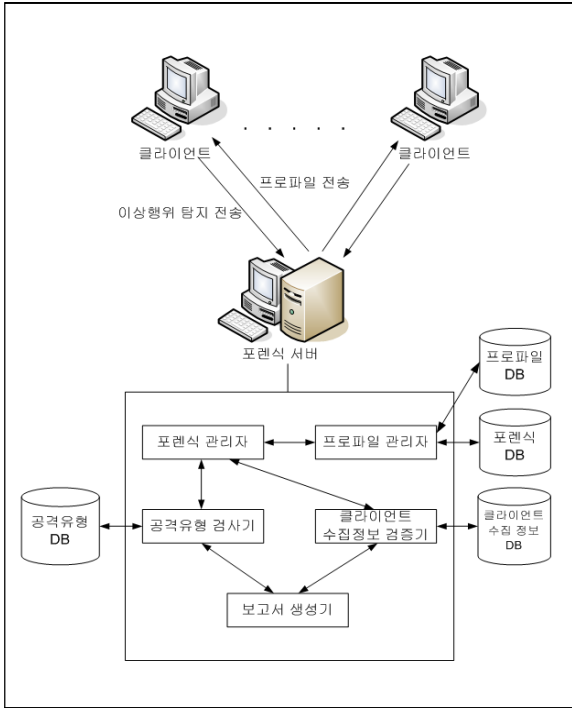 . . . . .
클라이언트
클라이언트
프로파일 전송
이상행위 탐지 전송
포렌식 서버
프로파일
DB
포렌식 관리자
프로파일 관리자
포렌식
DB
공격유형
DB
공격유형 검사기
클라이언트
수집정보 검증기
클라이언트
수집 정보
DB
보고서 생성기